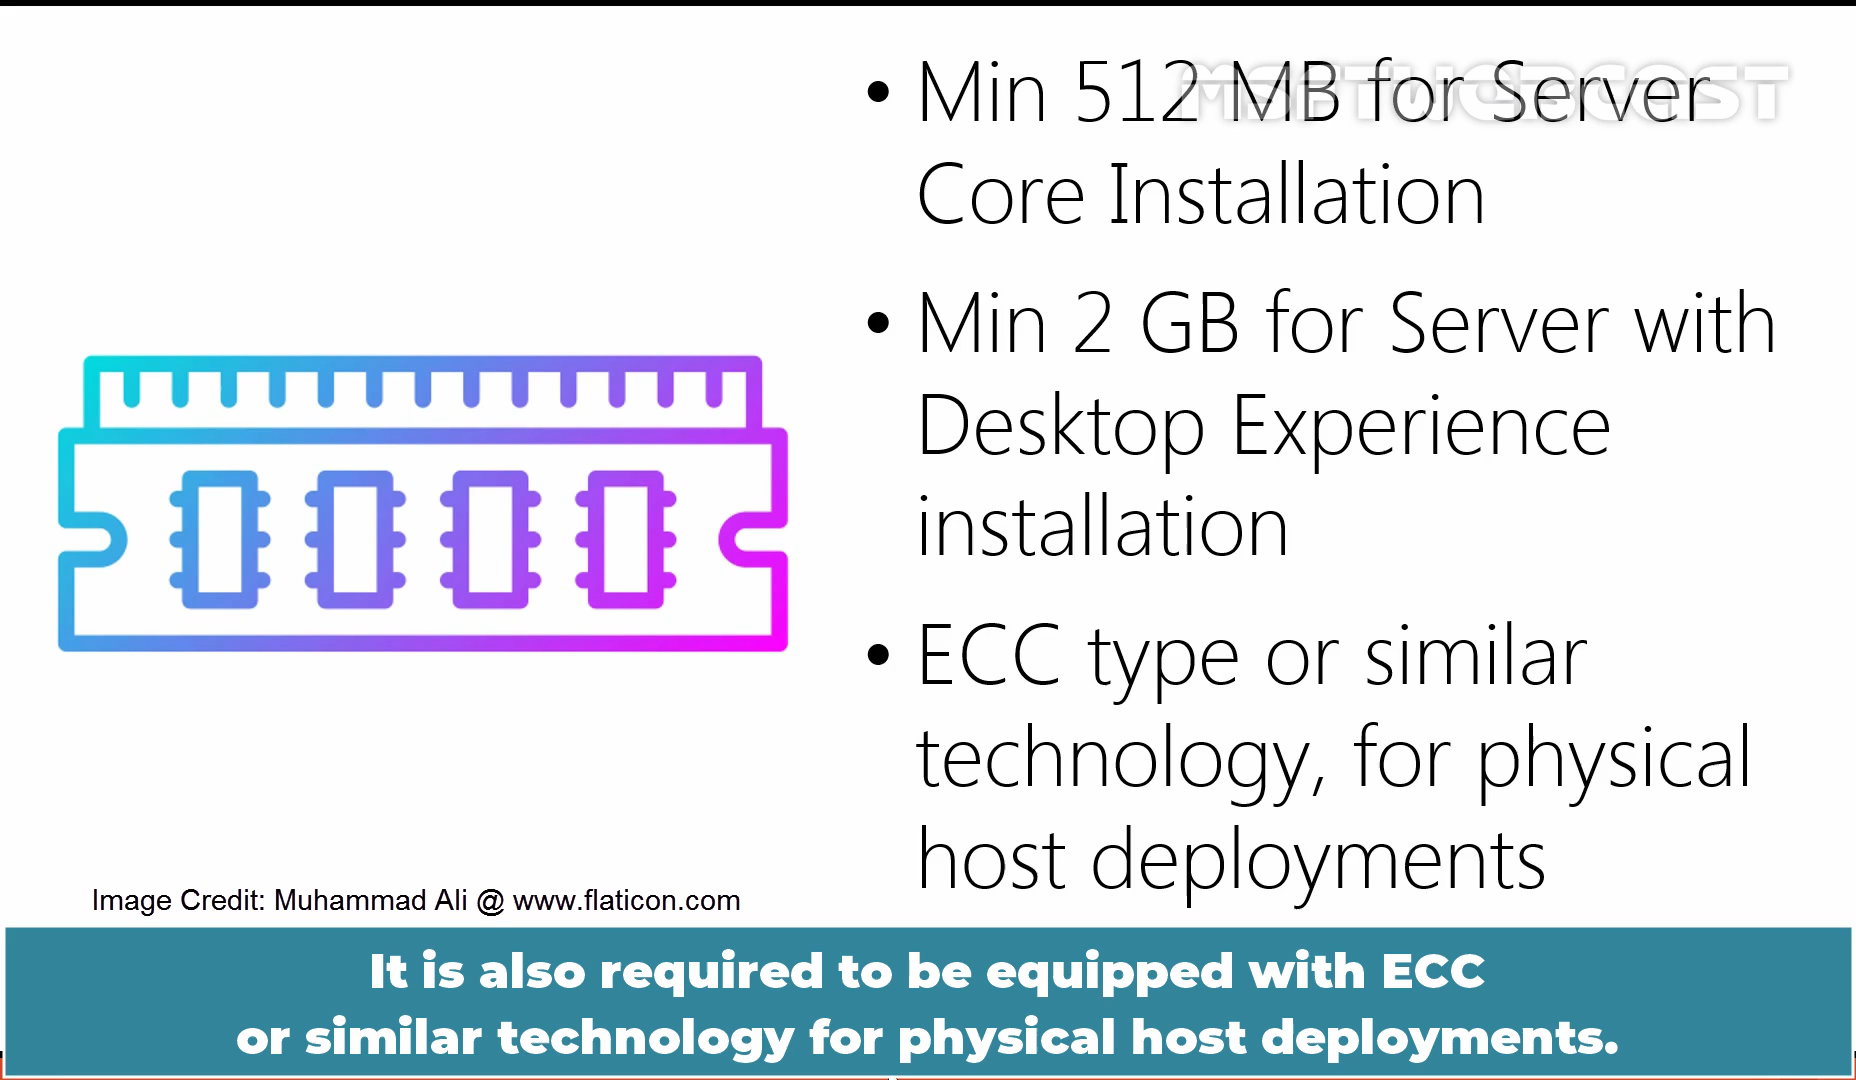 • Min 512 MB for Server
Core Installation
• Min 2 GB for Server with
Desktop Experience
installation
• ECC type or similar
technology, for physical
host deployments
MSFTWEBCAST
Image Credit: Muhammad Ali @ www.flaticon.com
It is also required to be equipped with ECC
or similar technology for physical host deployments.